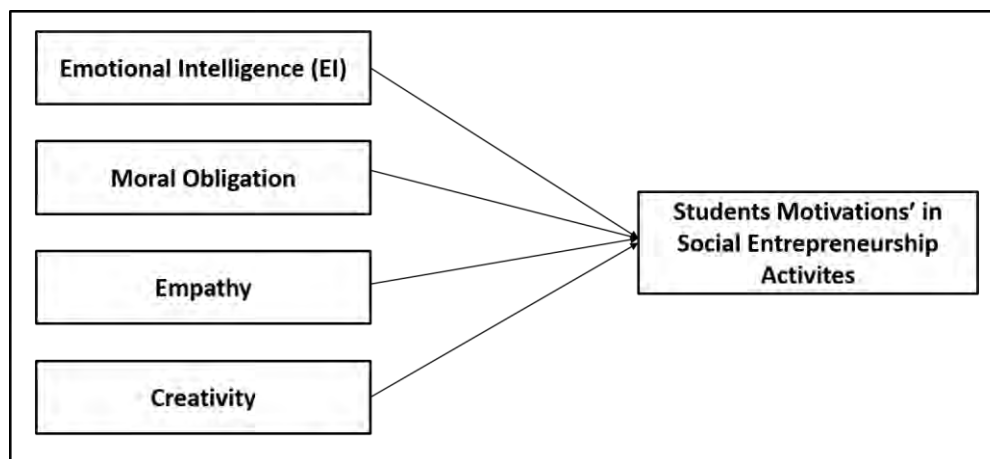 Emotional Intelligence (EI)
Moral Obligation
Empathy
Creativity
Students Motivations' in
Social Entrepreneurship
Activites